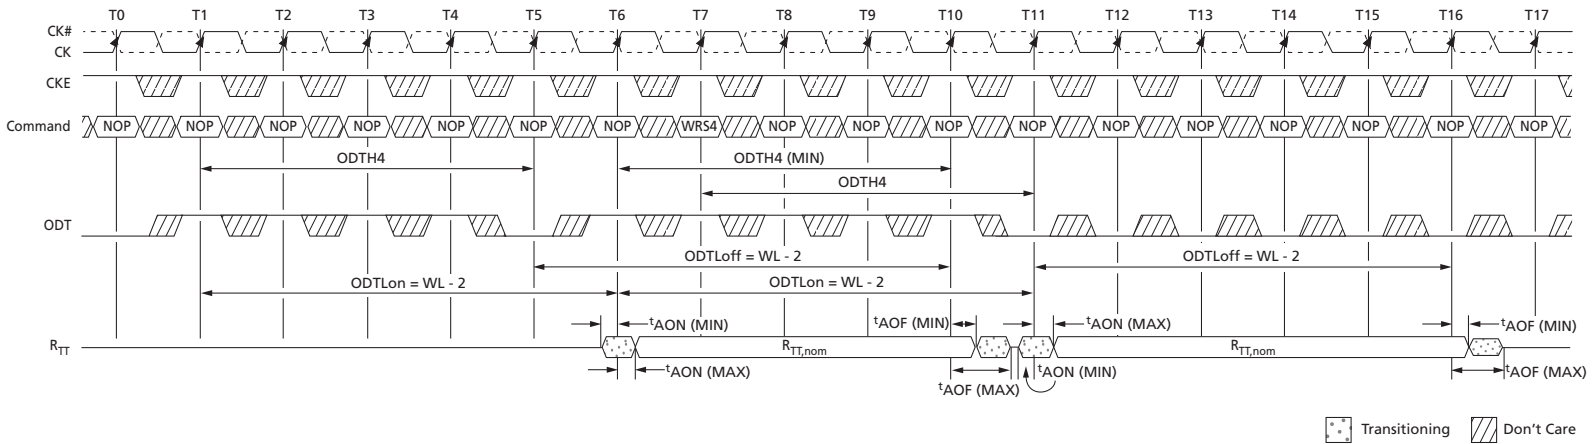 T0 T1 T2 T3 T4 T5 T6 T7 T8 T9 T10 T11 T12 T13 T14 T15 T16 T17
CK#
CK
CKE
Command NOP NOP NOP NOP NOP NOP NOP WRS4 NOP NOP NOP NOP NOP NOP NOP NOP NOP NOP
ODTH4 ODTH4 (MIN)
ODTH4
ODT
ODTLoff = WL - 2 ODTLoff = WL - 2
ODTLon = WL - 2 ODTLon = WL - 2
tAON (MIN) tAOF (MIN) tAON (MAX) tAOF (MIN)
RTT RTT,nom RTT,nom
tAON (MAX) tAON (MIN) tAOF (MAX)
tAOF (MAX)
Transitioning Don't Care